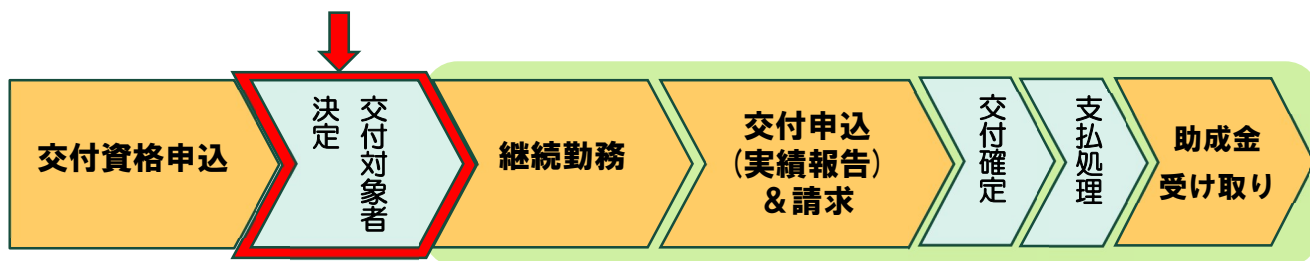 交付資格申込
交付対象者
決定
継続勤務
交付申込
(実績報告)
＆請求
交付確定
支払処理
助成金
受け取り